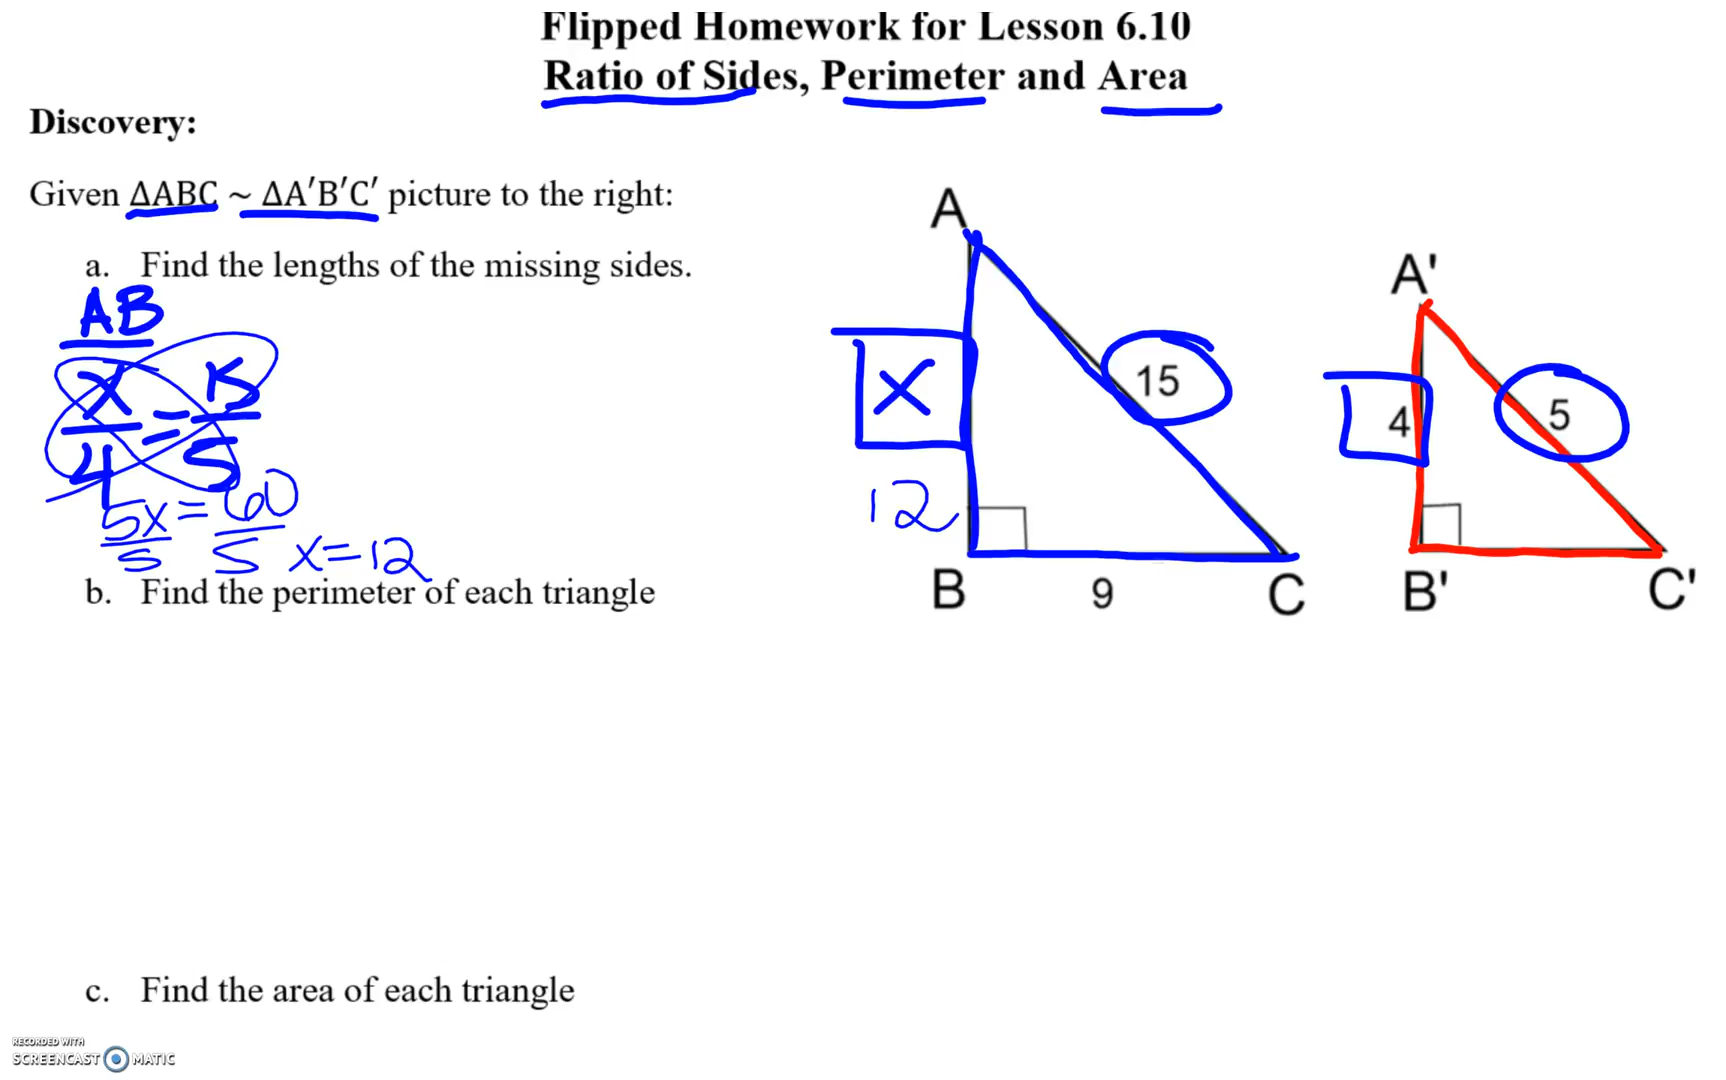 Flipped Homework for Lesson 6.10
Ratio of Sides, Perimeter and Area
Discovery:
Given ΔABC ~ ΔA′B′C′ picture to the right:
a. Find the lengths of the missing sides.
AB
x/4 = 15/5
5x/5 = 60/5 x=12
b. Find the perimeter of each triangle
c. Find the area of each triangle
A
X
15
12
B
9
C
A'
4
5
B'
C'
RECORDED WITH
SCREENCAST MATIC